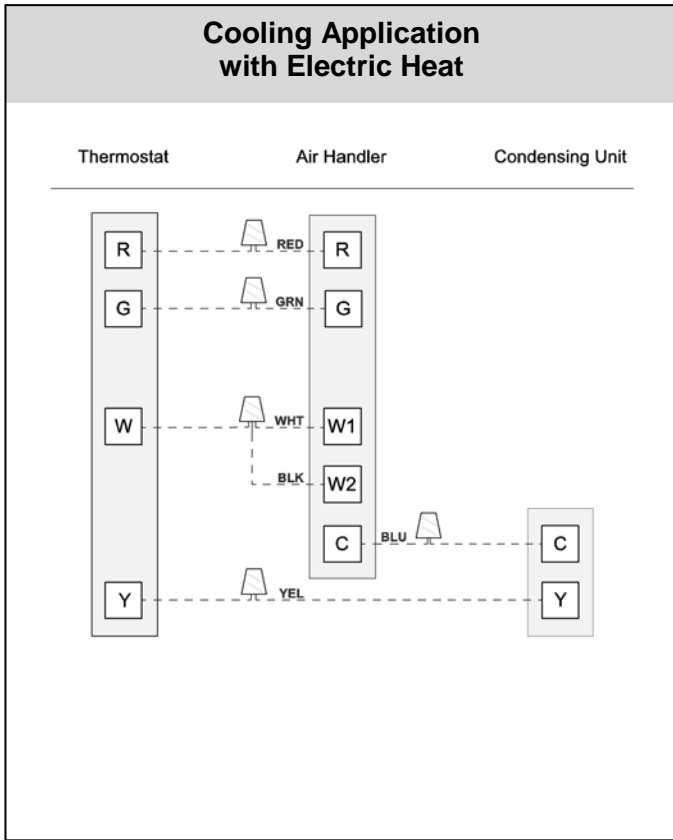 Cooling Application
with Electric Heat
Thermostat Air Handler Condensing Unit
R RED R
G GRN G
W WHT W1
BLK W2
C BLU C
Y YEL Y